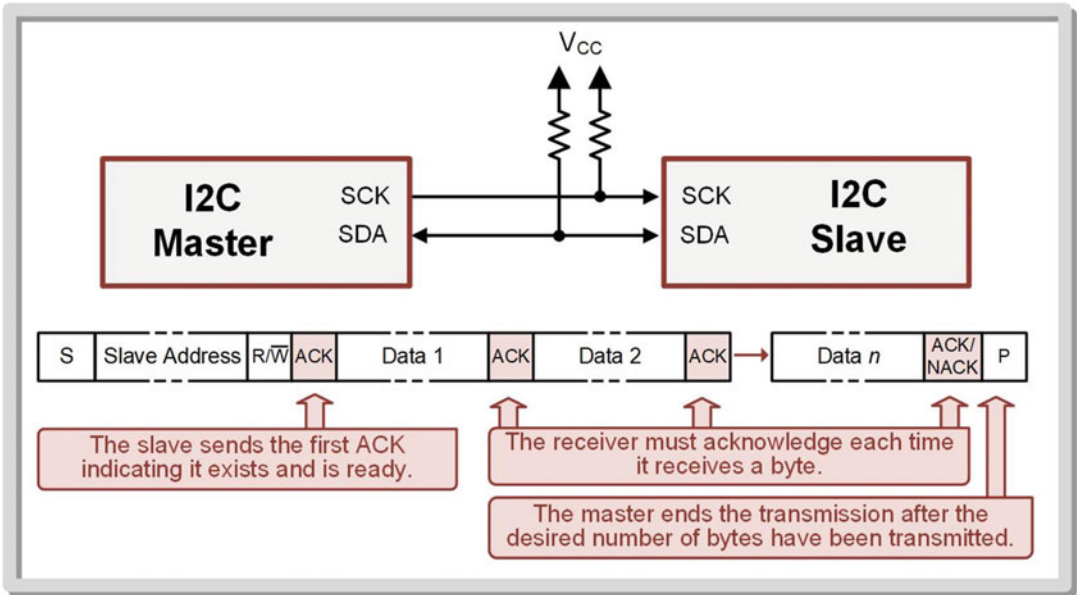 VCC
I2C
Master
SCK
SDA
SCK
SDA
I2C
Slave
S
Slave Address
R/W̅
ACK
Data 1
ACK
Data 2
ACK
Data n
ACK/
NACK
P
The slave sends the first ACK
indicating it exists and is ready.
The receiver must acknowledge each time
it receives a byte.
The master ends the transmission after the
desired number of bytes have been transmitted.